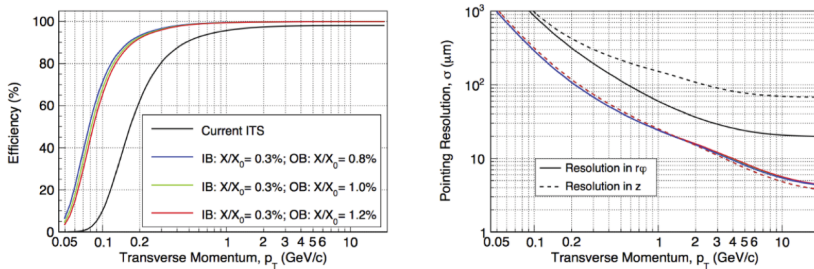 100
80
60
40
20
0
Efficiency (%)
Current ITS
IB: X/X₀= 0.3%; OB: X/X₀= 0.8%
IB: X/X₀= 0.3%; OB: X/X₀= 1.0%
IB: X/X₀= 0.3%; OB: X/X₀= 1.2%
0.05 0.1 0.2 1 2 3 4 5 6 10
Transverse Momentum, p_T (GeV/c)
10³
10²
10
1
Pointing Resolution, σ (μm)
Resolution in rφ
Resolution in z
0.05 0.1 0.2 1 2 3 4 5 6 10
Transverse Momentum, p_T (GeV/c)